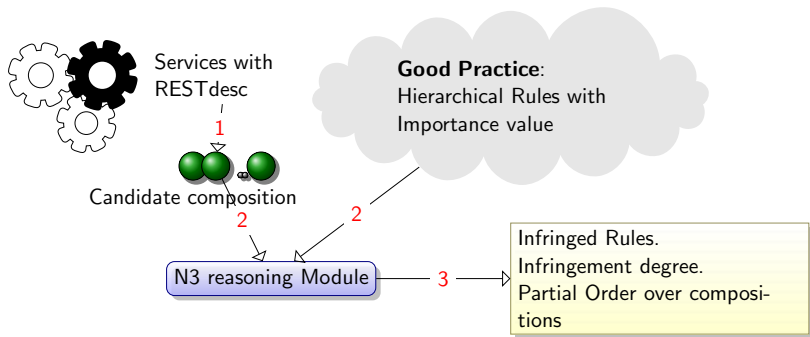 Services with
RESTdesc
Good Practice:
Hierarchical Rules with
Importance value
1
Candidate composition
2
2
N3 reasoning Module
3
Infringed Rules.
Infringement degree.
Partial Order over composi-
tions